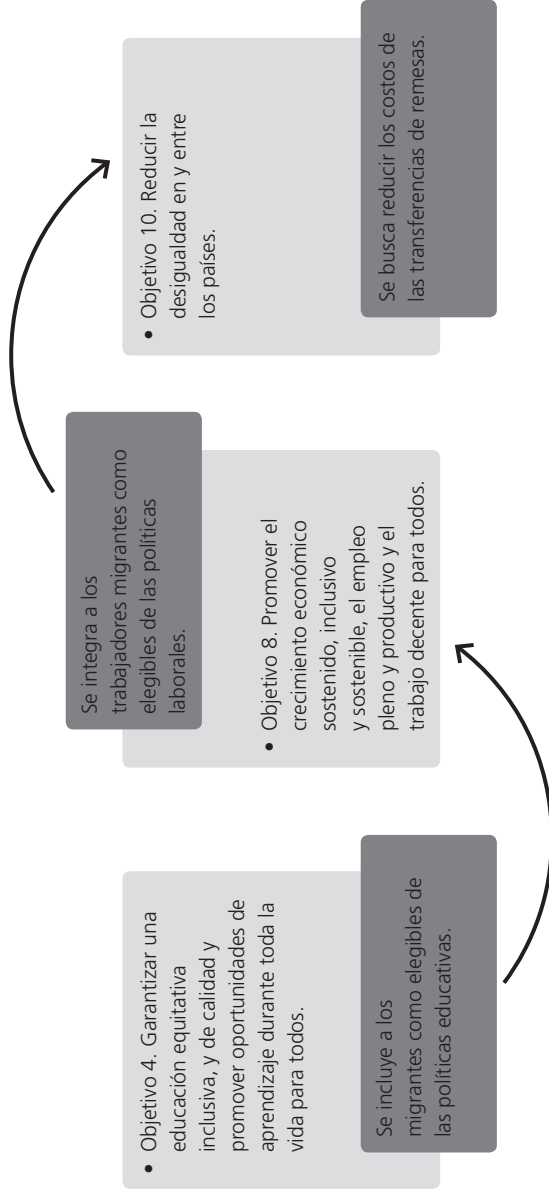 • Objetivo 4. Garantizar una
educación equitativa
inclusiva, y de calidad y
promover oportunidades de
aprendizaje durante toda la
vida para todos.
Se incluye a los
migrantes como elegibles de
las políticas educativas.
Se integra a los
trabajadores migrantes como
elegibles de las políticas
laborales.
• Objetivo 8. Promover el
crecimiento económico
sostenido, inclusivo
y sostenible, el empleo
pleno y productivo y el
trabajo decente para todos.
• Objetivo 10. Reducir la
desigualdad en y entre
los países.
Se busca reducir los costos de
las transferencias de remesas.